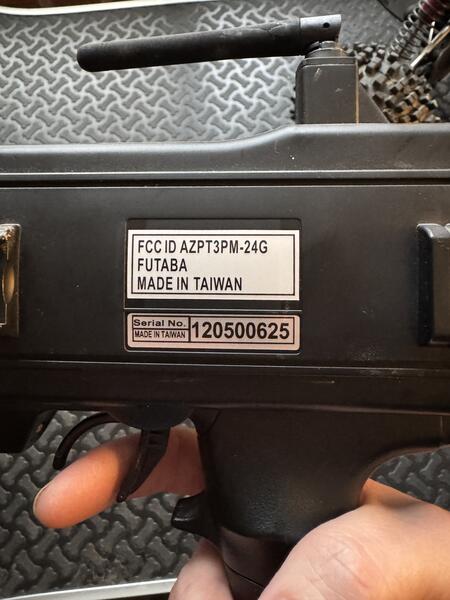 FCC ID AZPT3PM-24G
FUTABA
MADE IN TAIWAN
Serial No.
MADE IN TAIWAN
120500625